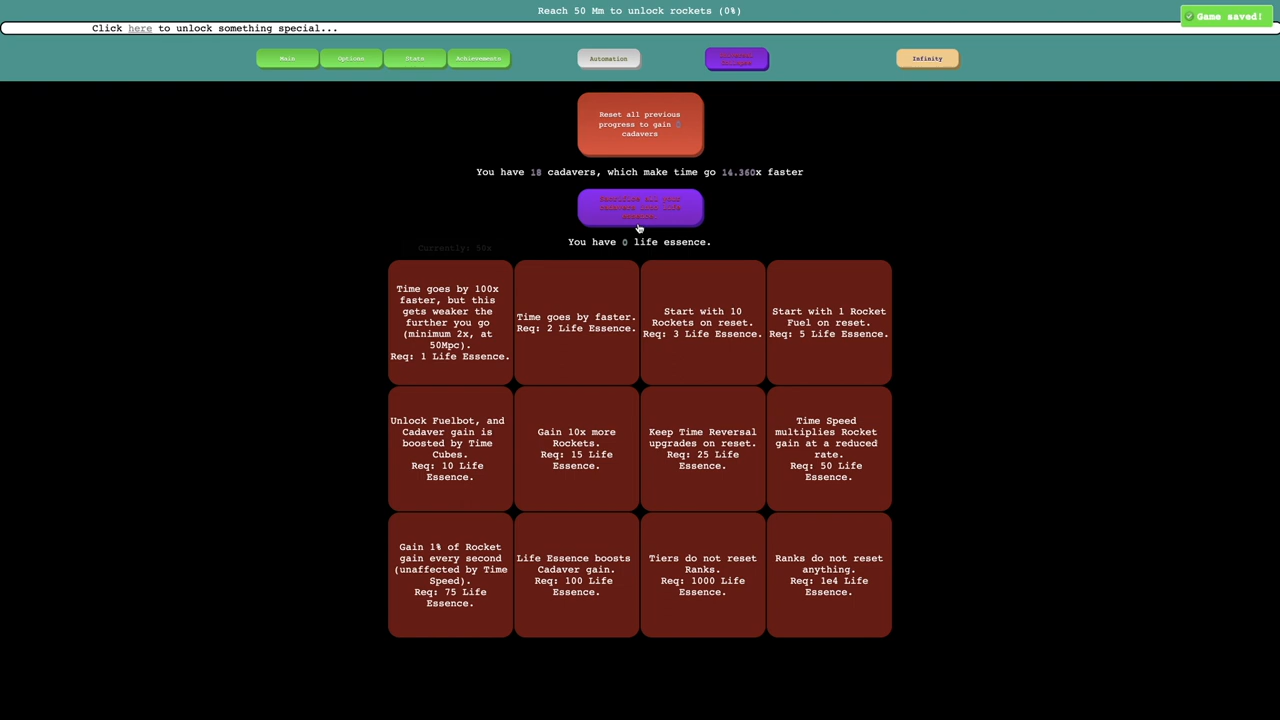 Reach 50 Mm to unlock rockets (0%)
Game saved!
Click here to unlock something special...
Main
Options
Stats
Achievements
Automation
Infinity
Reset all previous
progress to gain
cadavers
You have 18 cadavers, which make time go 14.360x faster
Sacrifice all your
cadavers into life
essence.
You have 0 life essence.
Currently: 50x
Time goes by 100x
faster, but this
gets weaker the
further you go
(minimum 2x, at
50Mpc).
Req: 1 Life Essence.
Time goes by faster.
Req: 2 Life Essence.
Start with 10
Rockets on reset.
Req: 3 Life Essence.
Start with 1 Rocket
Fuel on reset.
Req: 5 Life Essence.
Unlock Fuelbot, and
Cadaver gain is
boosted by Time
Cubes.
Req: 10 Life
Essence.
Gain 10x more
Rockets.
Req: 15 Life
Essence.
Keep Time Reversal
upgrades on reset.
Req: 25 Life
Essence.
Time Speed
multiplies Rocket
gain at a reduced
rate.
Req: 50 Life
Essence.
Gain 1% of Rocket
gain every second
(unaffected by Time
Speed).
Req: 75 Life
Essence.
Life Essence boosts
Cadaver gain.
Req: 100 Life
Essence.
Tiers do not reset
Ranks.
Req: 1000 Life
Essence.
Ranks do not reset
anything.
Req: 1e4 Life
Essence.